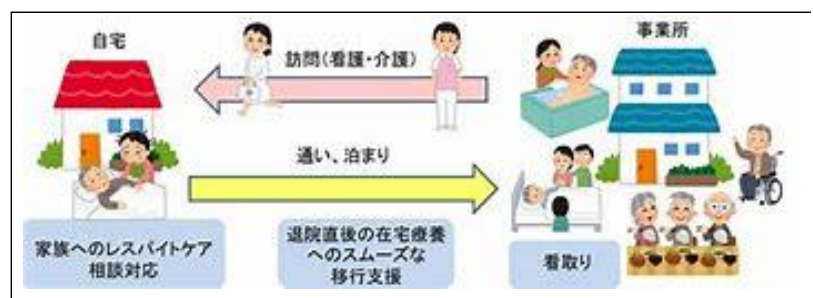 自宅
訪問(看護・介護)
事業所
通い、泊まり
家族へのレスパイトケア
相談対応
退院直後の在宅療養
へのスムーズな
移行支援
看取り